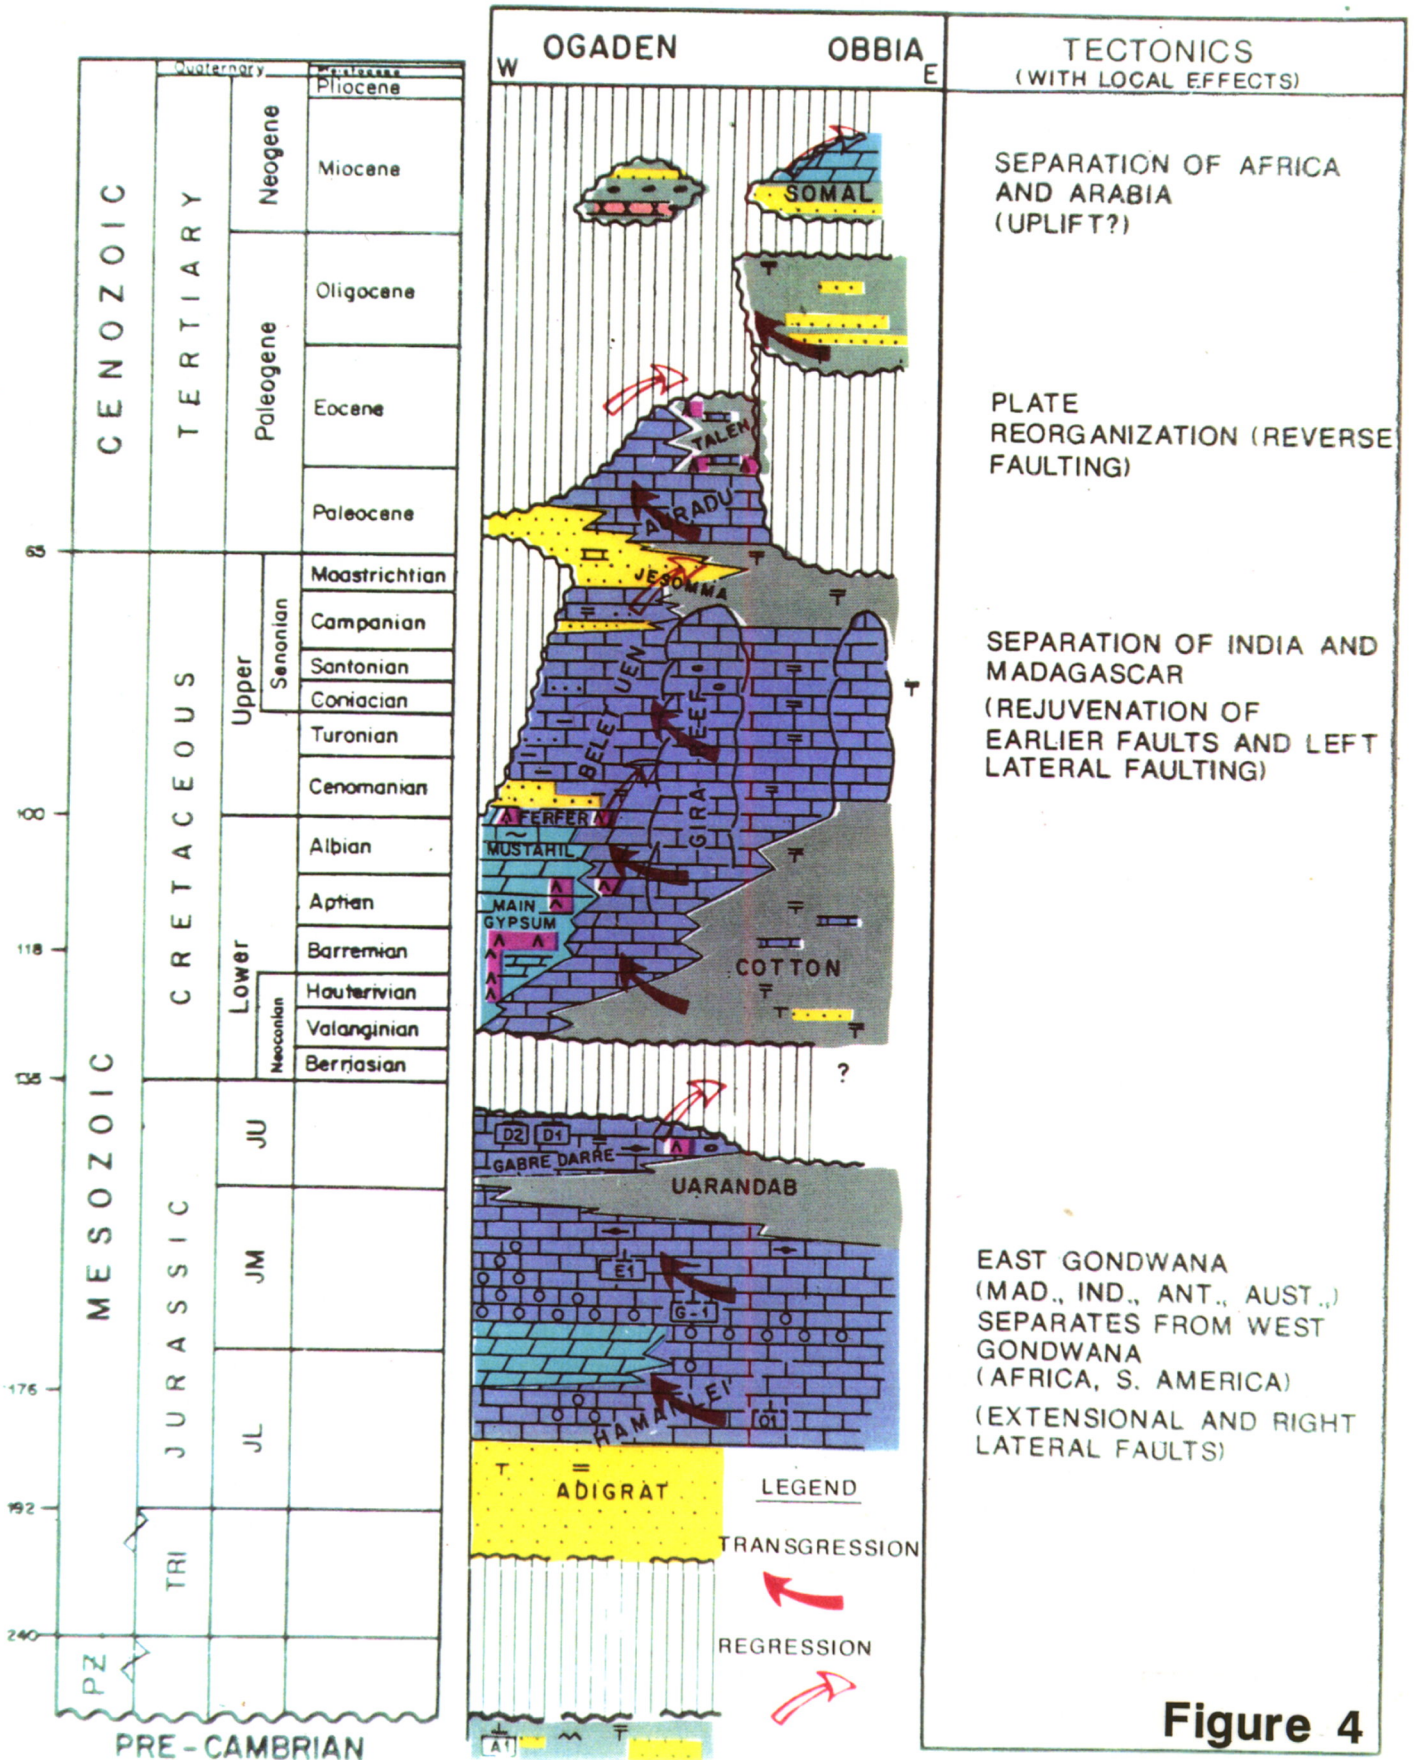 OGADEN
OBBIA
W
E
TECTONICS
(WITH LOCAL EFFECTS)
CENOZOIC
TERTIARY
Quaternary
Neogene
Paleogene
Pliocene
Miocene
Oligocene
Eocene
Paleocene
65
MESOZOIC
CRETACEOUS
Upper
Senonian
Maastrichtian
Campanian
Santonian
Coniacian
Turonian
Cenomanian
100
Lower
Albian
Aptian
118
Barremian
Neoconian
Hauterivian
Valanginian
Berriasian
JURASSIC
JU
JM
JL
176
192
TRI
240
PZ
PRE-CAMBRIAN
SOMAL
TALEH
AURADU
JESOMMA
BELET UEN
GIRA REEF
FERFER
MUSTAHIL
MAIN
GYPSUM
COTTON
?
D2
D1
GABRE DARRE
UARANDAB
E1
G-1
HAMANLEI
O1
ADIGRAT
A1
LEGEND
TRANSGRESSION
REGRESSION
SEPARATION OF AFRICA
AND ARABIA
(UPLIFT?)
PLATE
REORGANIZATION (REVERSE
FAULTING)
SEPARATION OF INDIA AND
MADAGASCAR
(REJUVENATION OF
EARLIER FAULTS AND LEFT
LATERAL FAULTING)
EAST GONDWANA
(MAD., IND., ANT., AUST.,)
SEPARATES FROM WEST
GONDWANA
(AFRICA, S. AMERICA)
(EXTENSIONAL AND RIGHT
LATERAL FAULTS)
Figure 4